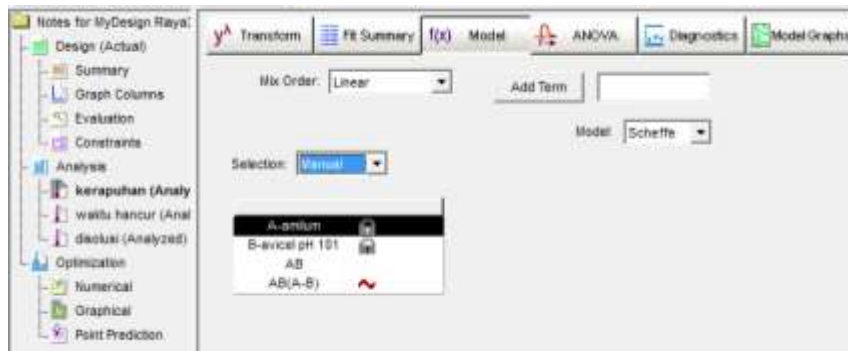 Notes for MyDesign Raya
Design (Actual)
Summary
Graph Columns
Evaluation
Constraints
Analysis
kerapuhan (Analy
waktu hancur (Anal
disolusi (Analyzed)
Optimization
Numerical
Graphical
Point Prediction
yλ Transform Fit Summary f(x) Model ANOVA Diagnostics Model Graphs
Mix Order: Linear Add Term
Model: Scheffe
Selection: Manual
A-amilum
B-avicel pH 101
AB
AB(A-B)